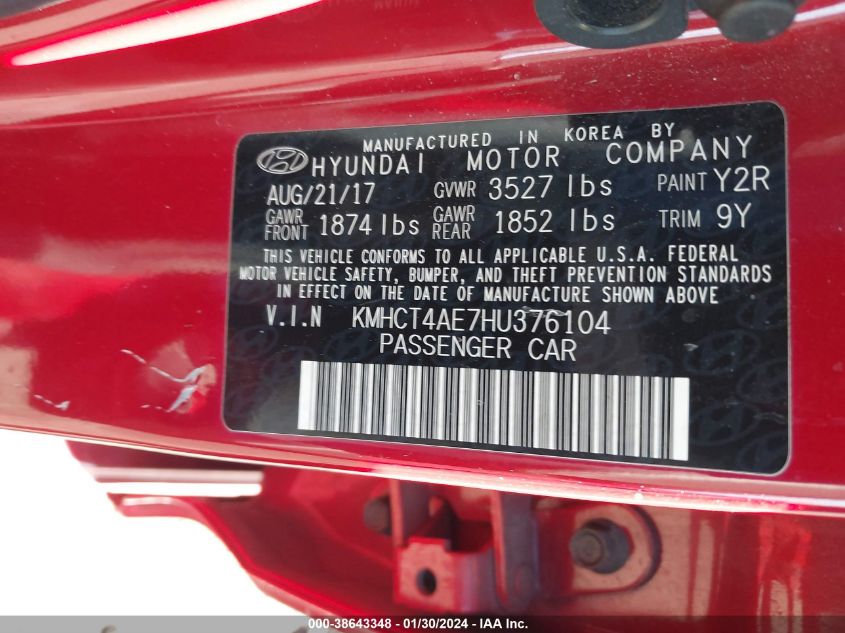 MANUFACTURED IN KOREA BY
HYUNDAI MOTOR COMPANY
AUG/21/17 GVWR 3527 lbs PAINT Y2R
GAWR FRONT 1874 lbs GAWR REAR 1852 lbs TRIM 9Y
THIS VEHICLE CONFORMS TO ALL APPLICABLE U.S.A. FEDERAL
MOTOR VEHICLE SAFETY, BUMPER, AND THEFT PREVENTION STANDARDS
IN EFFECT ON THE DATE OF MANUFACTURE SHOWN ABOVE
V.I.N KMHCT4AE7HU376104
PASSENGER CAR
000-38643348 - 01/30/2024 - IAA Inc.